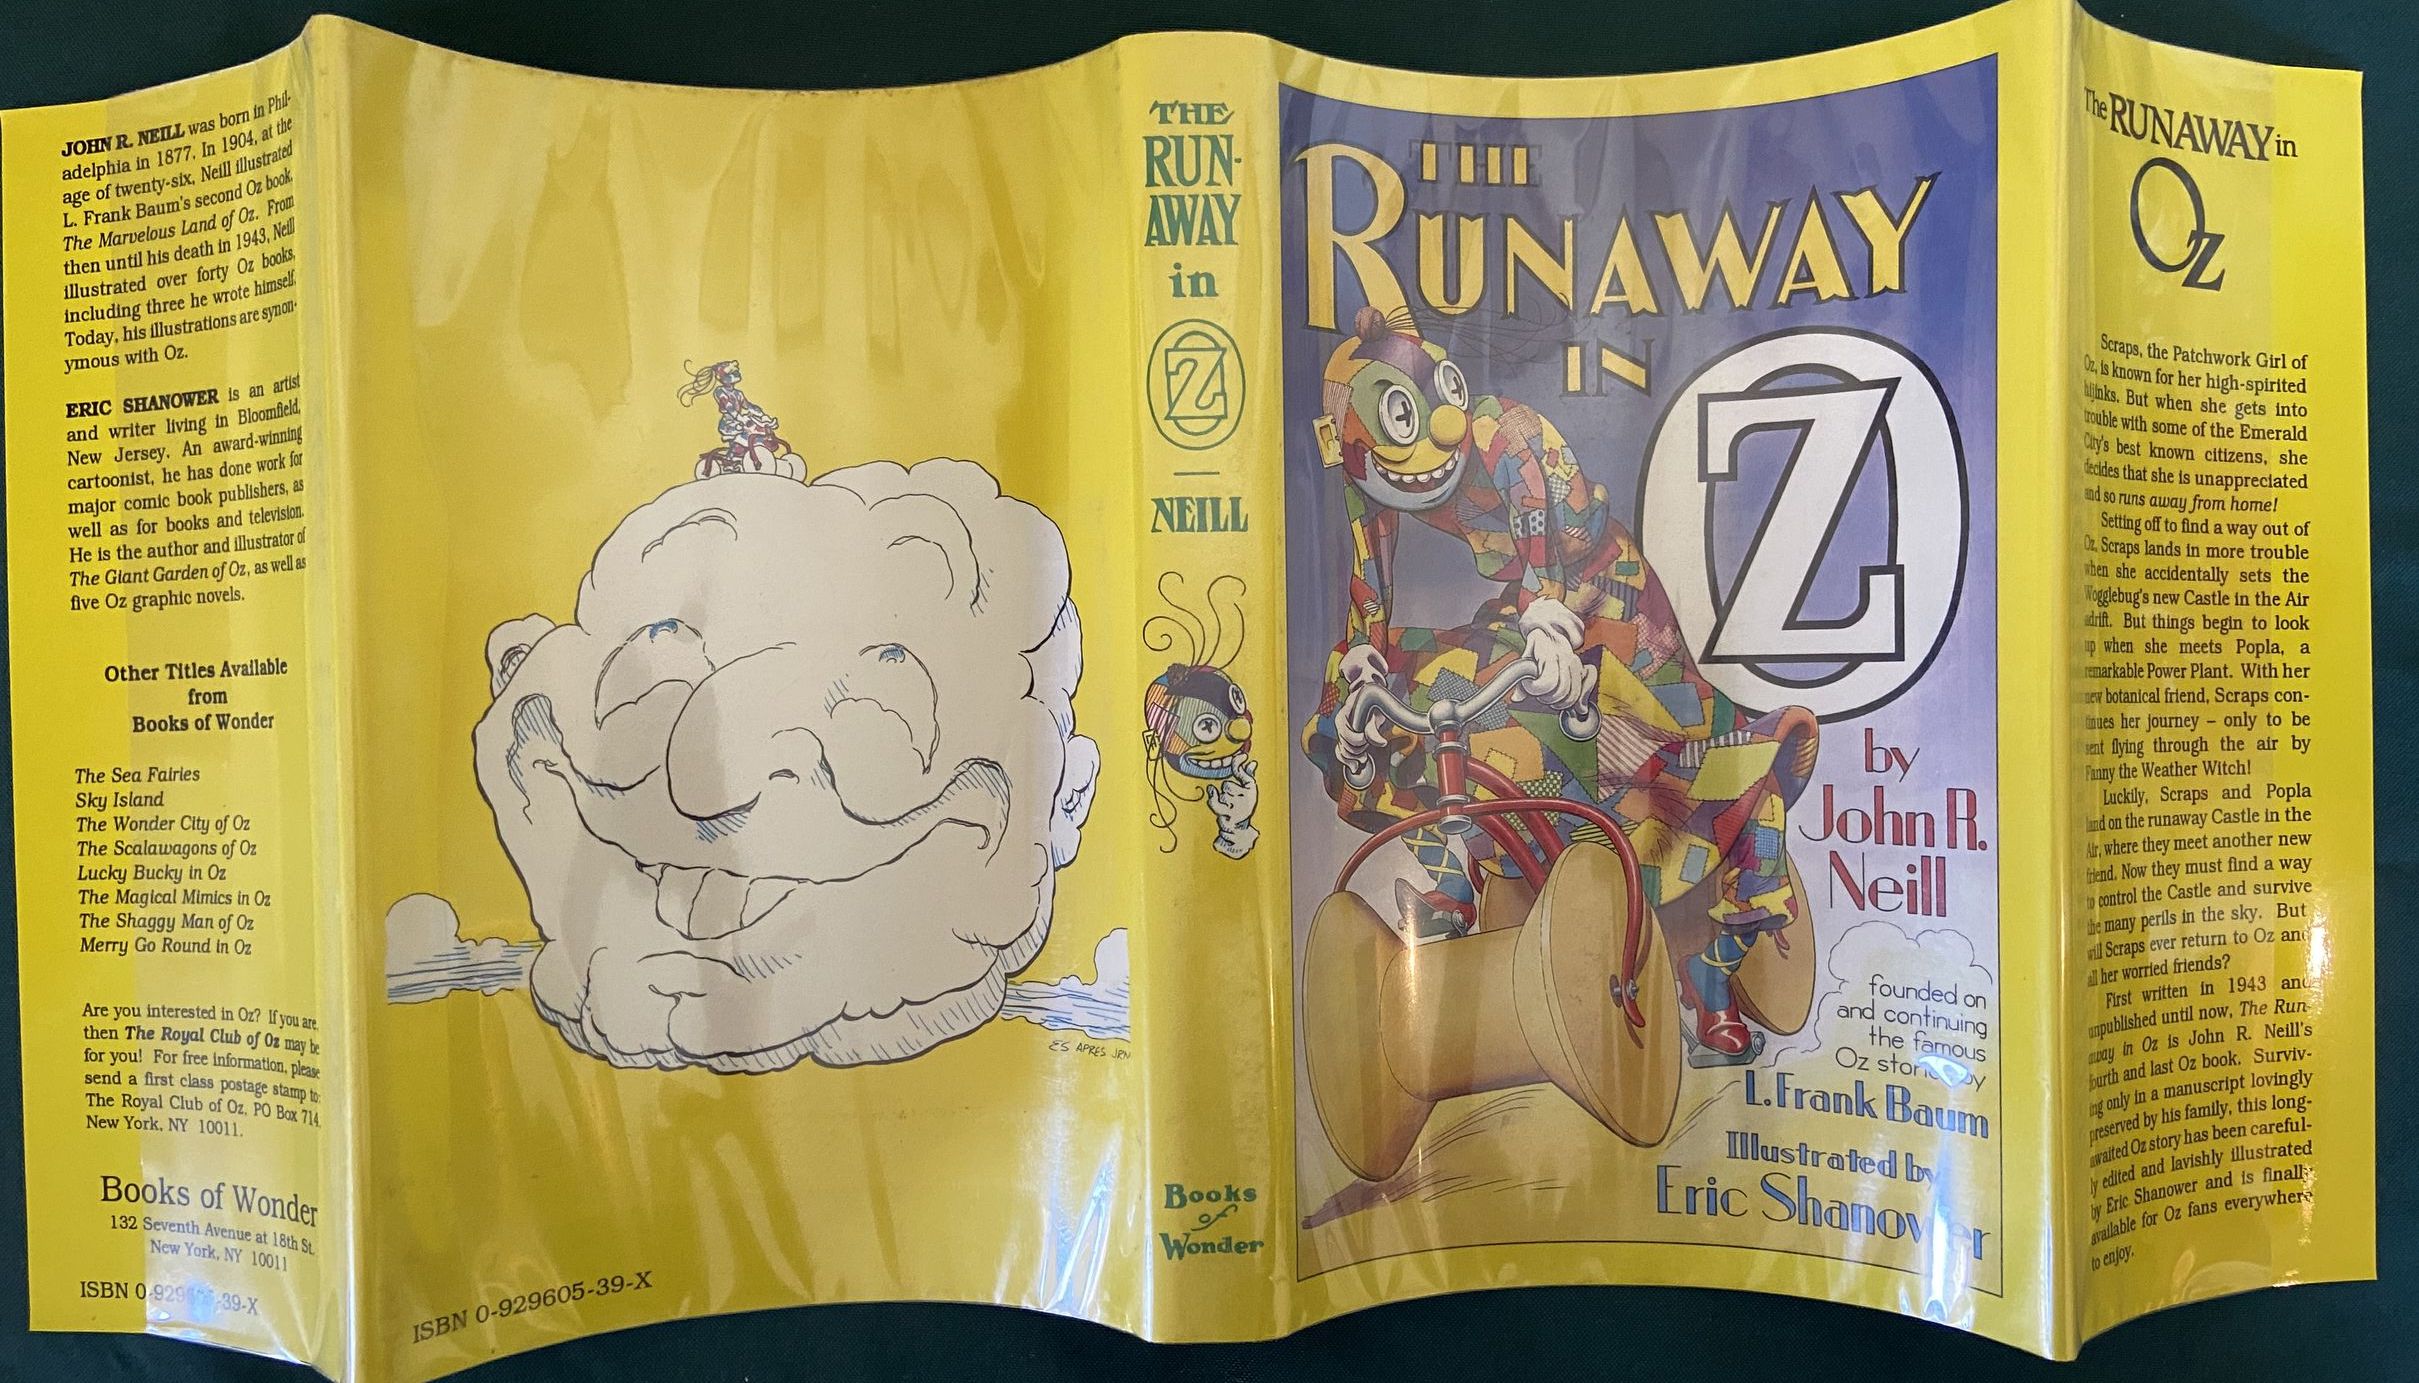 JOHN R. NEILL was born in Phil-
adelphia in 1877. In 1904, at the
age of twenty-six, Neill illustrated
L. Frank Baum's second Oz book,
The Marvelous Land of Oz. From
then until his death in 1943, Neill
illustrated over forty Oz books,
including three he wrote himself.
Today, his illustrations are synon-
ymous with Oz.
ERIC SHANOWER is an artist
and writer living in Bloomfield,
New Jersey. An award-winning
cartoonist, he has done work for
major comic book publishers, as
well as for books and television.
He is the author and illustrator of
The Giant Garden of Oz, as well as
five Oz graphic novels.
Other Titles Available
from
Books of Wonder
The Sea Fairies
Sky Island
The Wonder City of Oz
The Scalawagons of Oz
Lucky Bucky in Oz
The Magical Mimics in Oz
The Shaggy Man of Oz
Merry Go Round in Oz
Are you interested in Oz? If you are,
then The Royal Club of Oz may be
for you! For free information, please
send a first class postage stamp to:
The Royal Club of Oz, PO Box 714,
New York, NY 10011.
Books of Wonder
132 Seventh Avenue at 18th St.
New York, NY 10011
ISBN 0-929605-39-X
ES APRES JRN
ISBN 0-929605-39-X
THE
RUN-
AWAY
in
OZ
NEILL
Books
of
Wonder
THE
RUNAWAY
IN
OZ
by
John R.
Neill
founded on
and continuing
the famous
Oz stories by
L. Frank Baum
Illustrated by
Eric Shanower
The RUNAWAY in
Oz
Scraps, the Patchwork Girl of
Oz, is known for her high-spirited
hijinks. But when she gets into
trouble with some of the Emerald
City's best known citizens, she
decides that she is unappreciated
and so runs away from home!
Setting off to find a way out of
Oz, Scraps lands in more trouble
when she accidentally sets the
Wogglebug's new Castle in the Air
adrift. But things begin to look
up when she meets Popla, a
remarkable Power Plant. With her
new botanical friend, Scraps con-
tinues her journey – only to be
sent flying through the air by
Fanny the Weather Witch!
Luckily, Scraps and Popla
land on the runaway Castle in the
Air, where they meet another new
friend. Now they must find a way
to control the Castle and survive
the many perils in the sky. But
will Scraps ever return to Oz and
all her worried friends?
First written in 1943 and
unpublished until now, The Run-
away in Oz is John R. Neill's
fourth and last Oz book. Surviv-
ing only in a manuscript lovingly
preserved by his family, this long-
awaited Oz story has been careful-
ly edited and lavishly illustrated
by Eric Shanower and is finally
available for Oz fans everywhere
to enjoy.